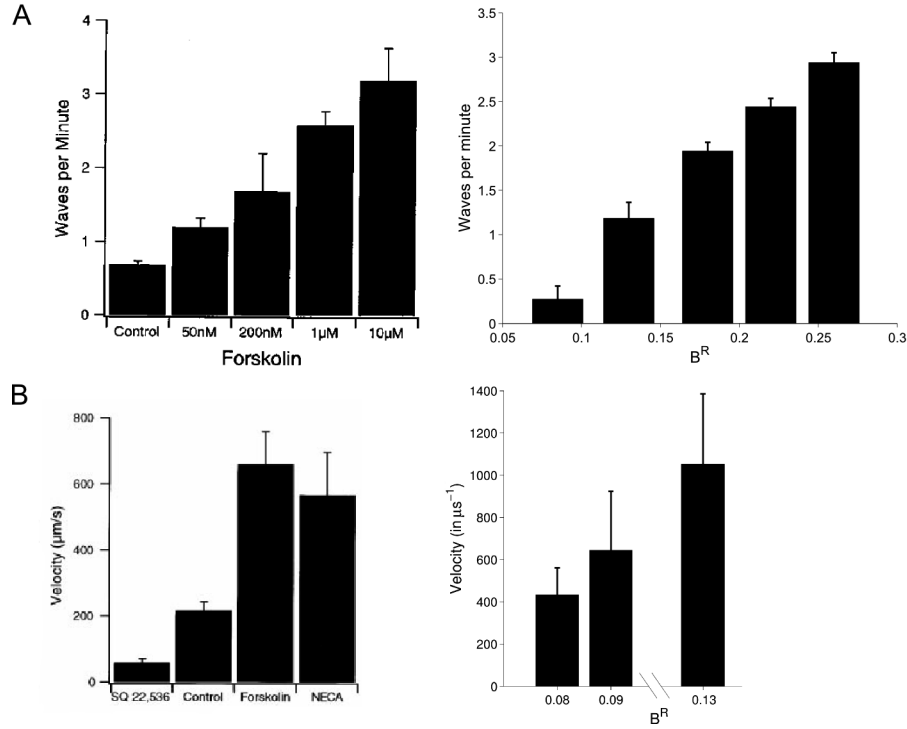 A
Waves per Minute
4
3
2
1
0
Control 50nM 200nM 1μM 10μM
Forskolin
Waves per minute
3.5
3
2.5
2
1.5
1
0.5
0
0.05 0.1 0.15 0.2 0.25 0.3
B^R
B
Velocity (μm/s)
800
600
400
200
0
SQ 22,536 Control Forskolin NECA
Velocity (in μs⁻¹)
1400
1200
1000
800
600
400
200
0
0.08 0.09 0.13
B^R